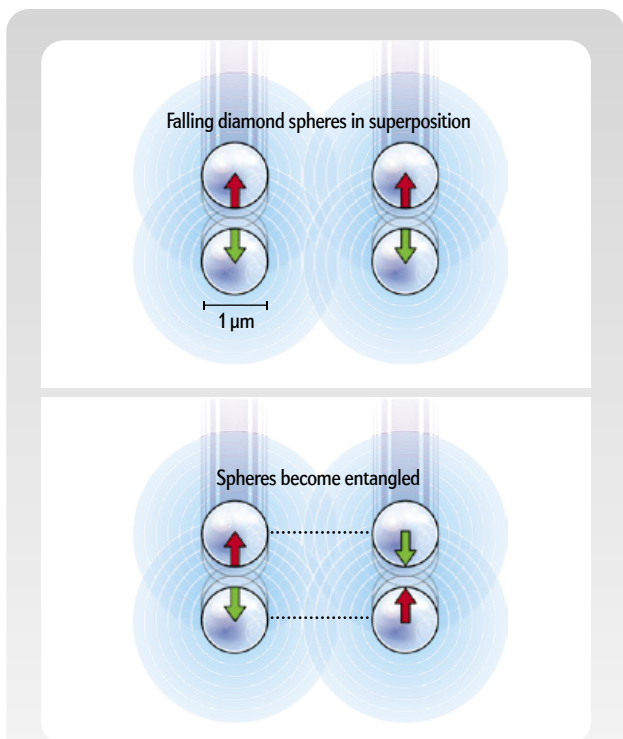 Falling diamond spheres in superposition
1 µm
Spheres become entangled